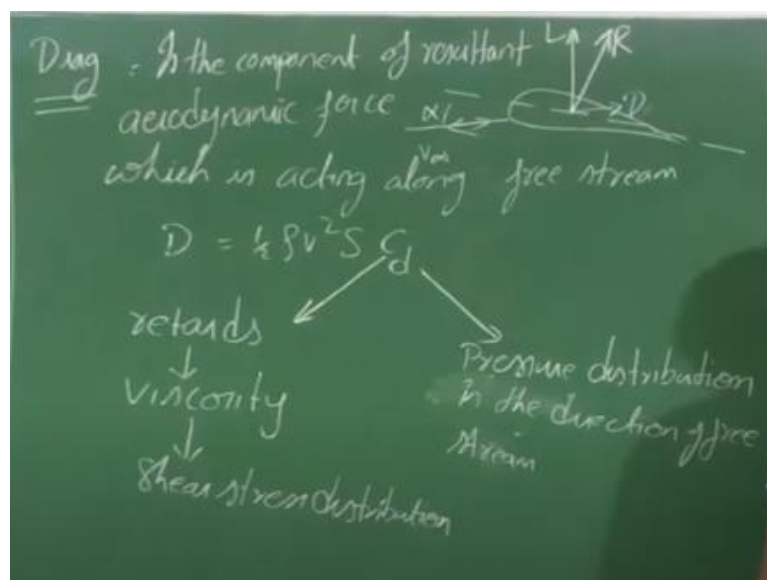 Drag : Is the component of resultant
aerodynamic force
which is acting along free stream
L R
α D
V∞
D = ½ ρv²S Cd
retards
↓
Viscosity
↓
Shear stress distribution
Pressure distribution
in the direction of free
stream